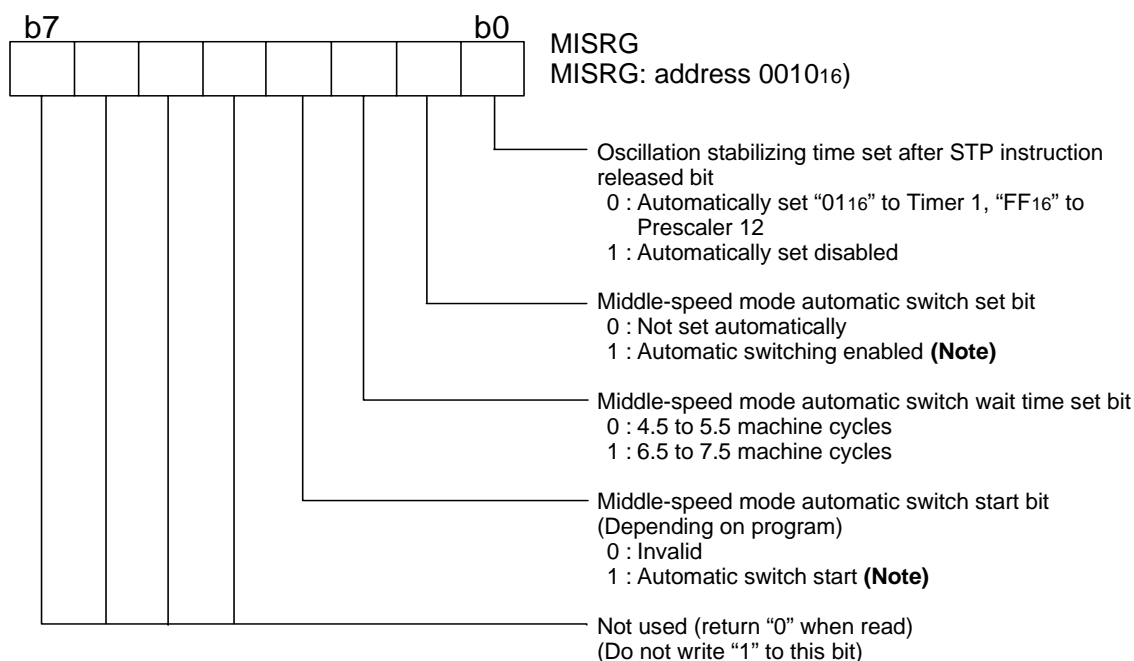 b7 b0
MISRG
MISRG: address 001016)
Oscillation stabilizing time set after STP instruction
released bit
0 : Automatically set “0116” to Timer 1, “FF16” to
Prescaler 12
1 : Automatically set disabled
Middle-speed mode automatic switch set bit
0 : Not set automatically
1 : Automatic switching enabled (Note)
Middle-speed mode automatic switch wait time set bit
0 : 4.5 to 5.5 machine cycles
1 : 6.5 to 7.5 machine cycles
Middle-speed mode automatic switch start bit
(Depending on program)
0 : Invalid
1 : Automatic switch start (Note)
Not used (return “0” when read)
(Do not write “1” to this bit)